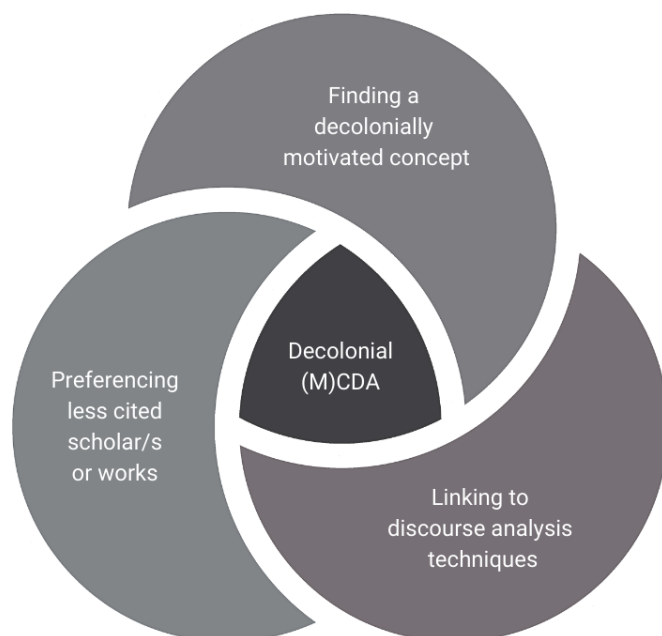 Finding a
decolonially
motivated concept
Decolonial
(M)CDA
Preferencing
less cited
scholar/s
or works
Linking to
discourse analysis
techniques